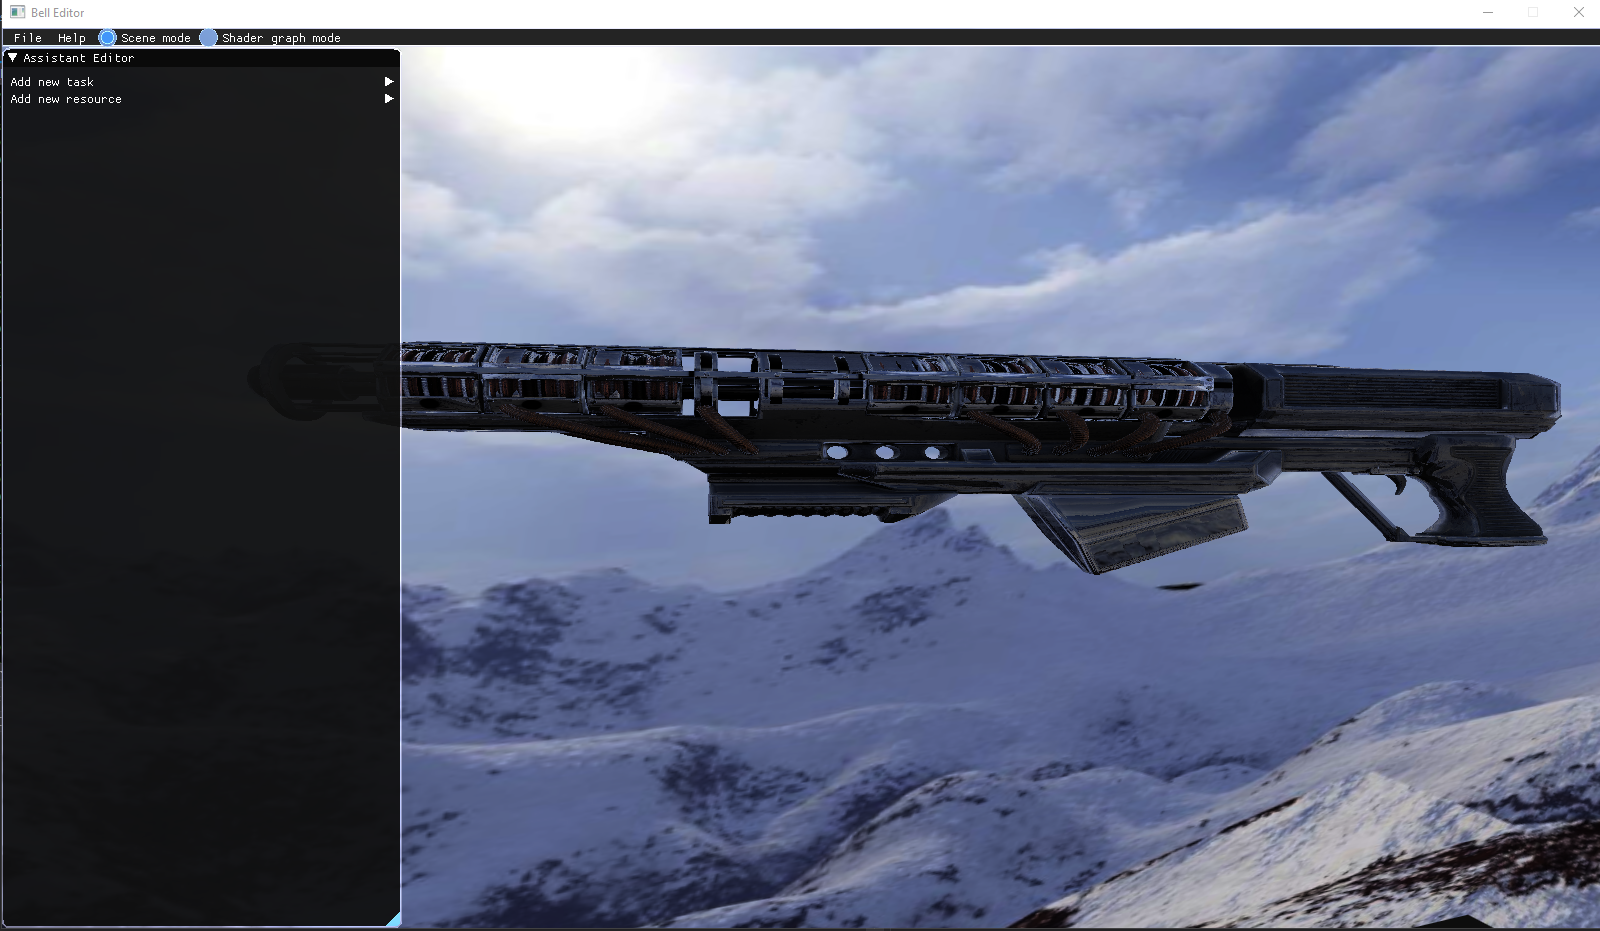 Bell Editor
File Help Scene mode Shader graph mode
Assistant Editor
Add new task
Add new resource